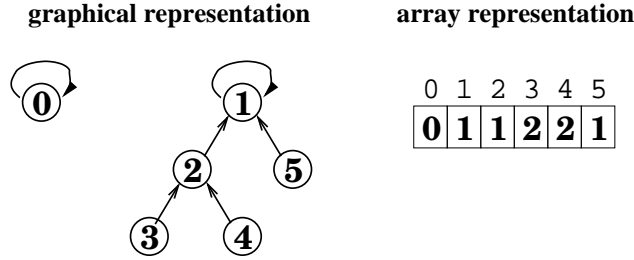 graphical representation
array representation
0
1
0 1 2 3 4 5
0 1 1 2 2 1
2
5
3
4